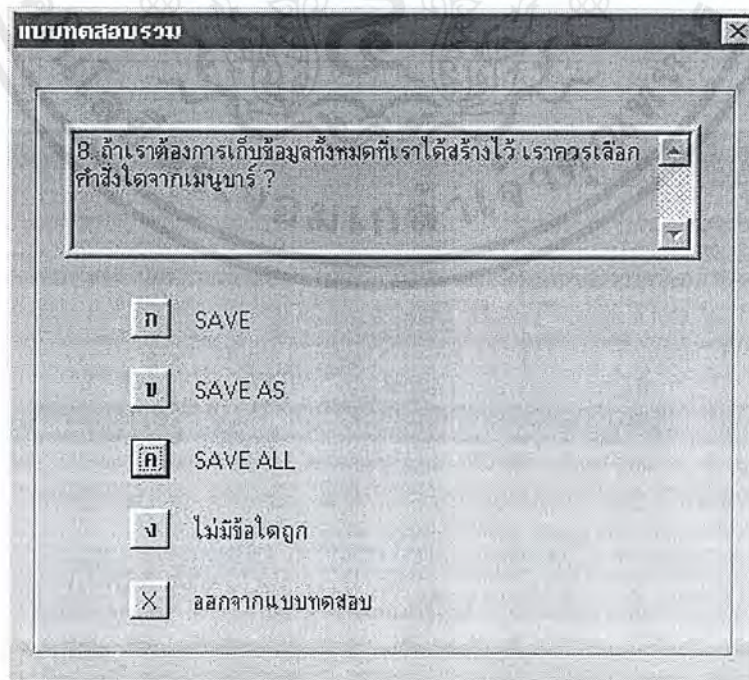 แบบทดสอบรวม
8. ถ้าเราต้องการเก็บข้อมูลทั้งหมดที่เราได้สร้างไว้ เราควรเลือก
คำสั่งใดจากเมนูบาร์ ?
ก SAVE
ข SAVE AS
ค SAVE ALL
ง ไม่มีข้อใดถูก
X ออกจากแบบทดสอบ